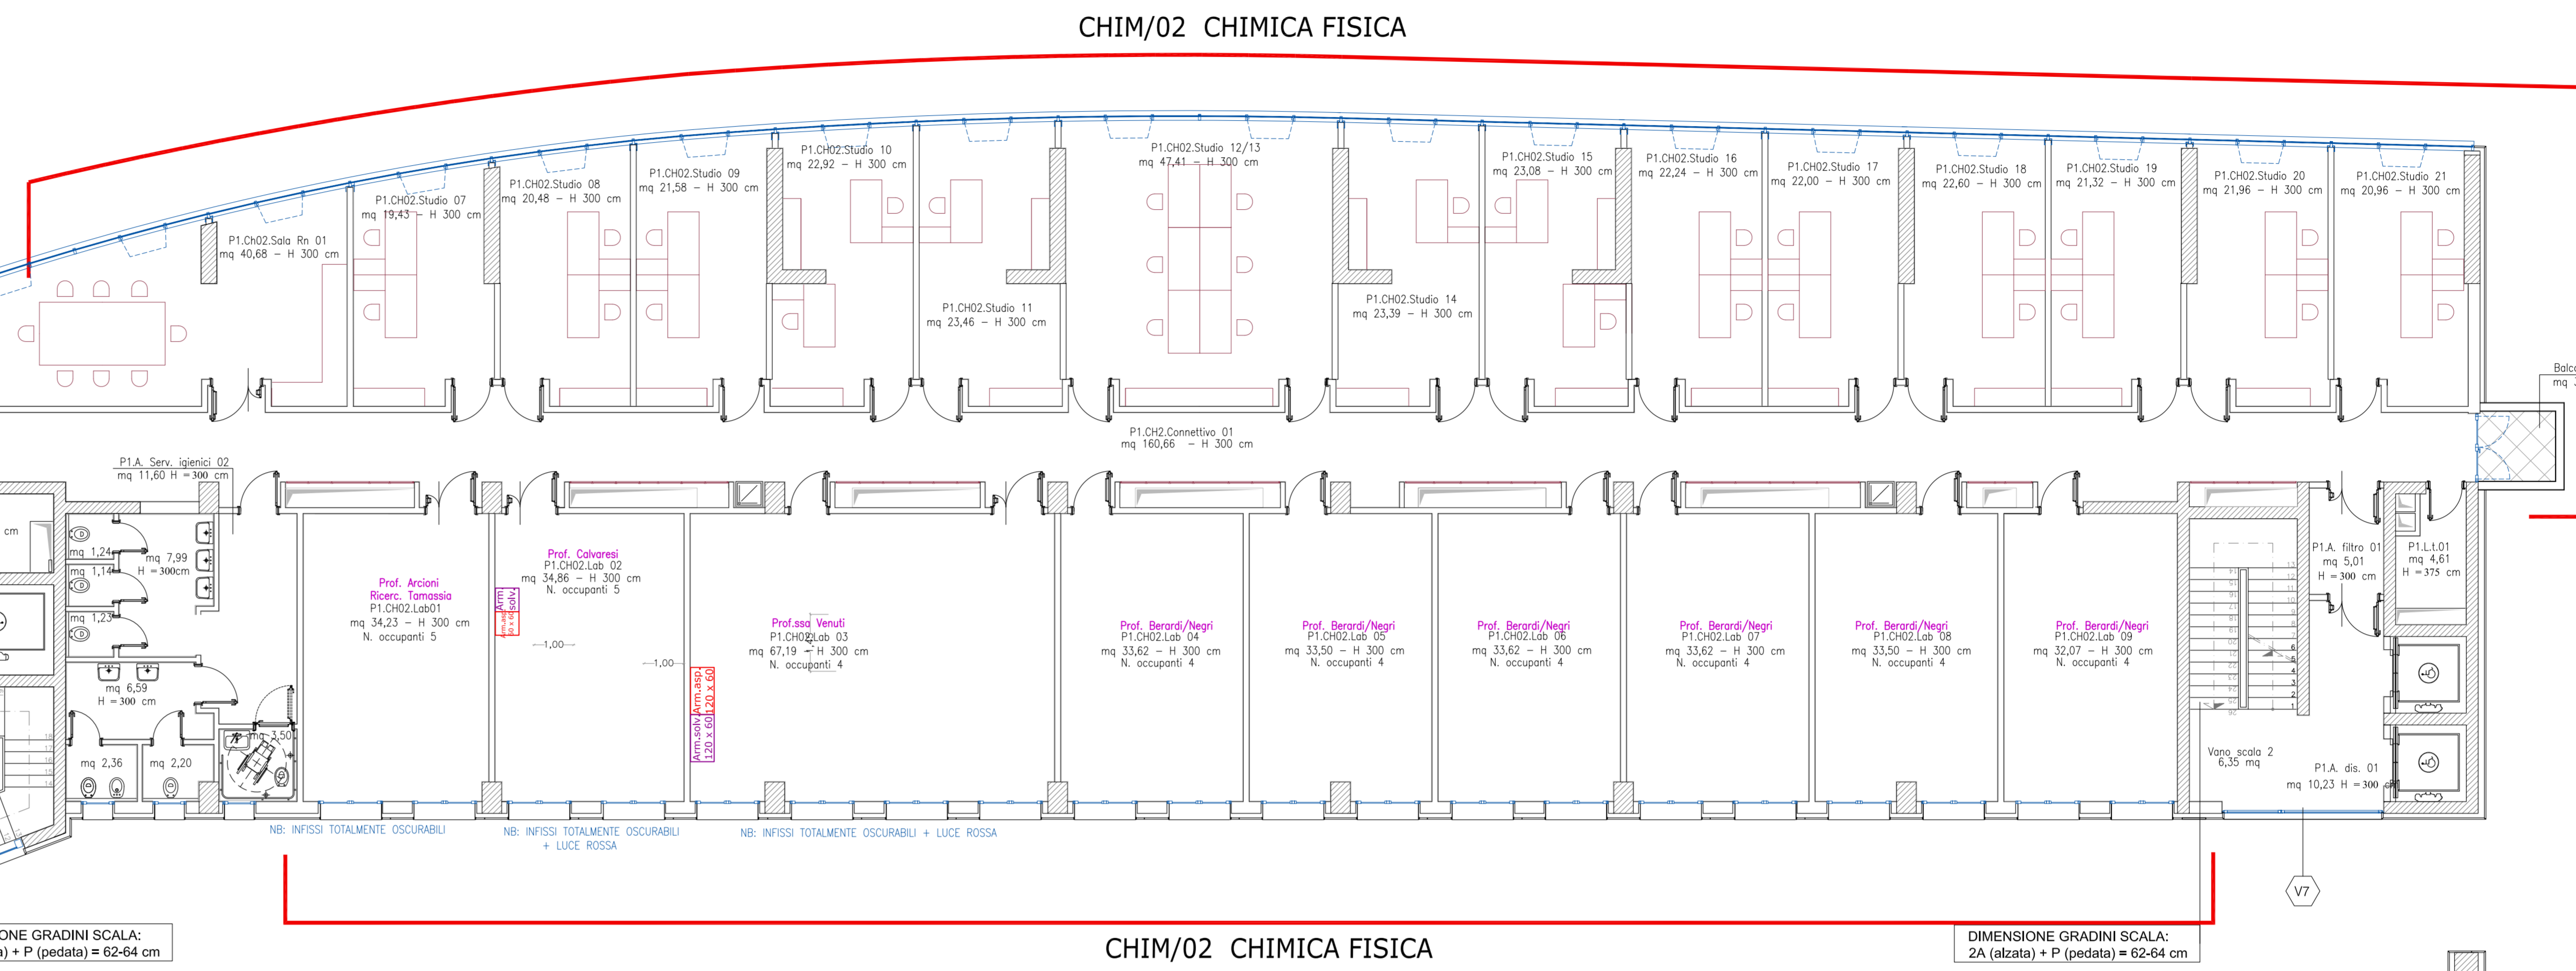 CHIM/02 CHIMICA FISICA
P1.Ch02.Sala Rn 01
mq 40,68 – H 300 cm
P1.CH02.Studio 07
mq 19,43 – H 300 cm
P1.CH02.Studio 08
mq 20,48 – H 300 cm
P1.CH02.Studio 09
mq 21,58 – H 300 cm
P1.CH02.Studio 10
mq 22,92 – H 300 cm
P1.CH02.Studio 11
mq 23,46 – H 300 cm
P1.CH02.Studio 12/13
mq 47,41 – H 300 cm
P1.CH02.Studio 14
mq 23,39 – H 300 cm
P1.CH02.Studio 15
mq 23,08 – H 300 cm
P1.CH02.Studio 16
mq 22,24 – H 300 cm
P1.CH02.Studio 17
mq 22,00 – H 300 cm
P1.CH02.Studio 18
mq 22,60 – H 300 cm
P1.CH02.Studio 19
mq 21,32 – H 300 cm
P1.CH02.Studio 20
mq 21,96 – H 300 cm
P1.CH02.Studio 21
mq 20,96 – H 300 cm
Balc
mq
P1.CH2.Connettivo 01
mq 160,66 – H 300 cm
P1.A. Serv. igienici 02
mq 11,60 H =300 cm
cm
mq 1,24
mq 7,99
H =300cm
mq 1,14
mq 1,23
mq 6,59
H =300 cm
mq 3,50
mq 2,36
mq 2,20
Prof. Arcioni
Ricerc. Tamassia
P1.CH02.Lab01
mq 34,23 – H 300 cm
N. occupanti 5
Prof. Calvaresi
P1.CH02.Lab 02
mq 34,86 – H 300 cm
N. occupanti 5
Arm.
solv.
Arm.asp.
60 x 60
1,00
1,00
Prof.ssa Venuti
P1.CH02.Lab 03
mq 67,19 – H 300 cm
N. occupanti 4
Arm.asp.
120 x 60
Arm.solv.
120 x 60
Prof. Berardi/Negri
P1.CH02.Lab 04
mq 33,62 – H 300 cm
N. occupanti 4
Prof. Berardi/Negri
P1.CH02.Lab 05
mq 33,50 – H 300 cm
N. occupanti 4
Prof. Berardi/Negri
P1.CH02.Lab 06
mq 33,62 – H 300 cm
N. occupanti 4
Prof. Berardi/Negri
P1.CH02.Lab 07
mq 33,62 – H 300 cm
N. occupanti 4
Prof. Berardi/Negri
P1.CH02.Lab 08
mq 33,50 – H 300 cm
N. occupanti 4
Prof. Berardi/Negri
P1.CH02.Lab 09
mq 32,07 – H 300 cm
N. occupanti 4
P1.A. filtro 01
mq 5,01
H =300 cm
P1.L.t.01
mq 4,61
H =375 cm
Vano scala 2
6,35 mq
P1.A. dis. 01
mq 10,23 H =300 cm
NB: INFISSI TOTALMENTE OSCURABILI
NB: INFISSI TOTALMENTE OSCURABILI
+ LUCE ROSSA
NB: INFISSI TOTALMENTE OSCURABILI + LUCE ROSSA
V7
ONE GRADINI SCALA:
a) + P (pedata) = 62-64 cm
CHIM/02 CHIMICA FISICA
DIMENSIONE GRADINI SCALA:
2A (alzata) + P (pedata) = 62-64 cm